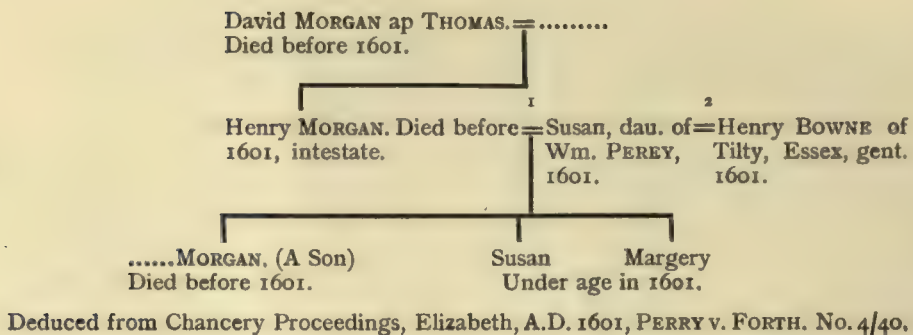 David MORGAN ap THOMAS.=.........
Died before 1601.
1 2
Henry MORGAN. Died before=Susan, dau. of=Henry BOWNE of
1601, intestate. Wm. PEREY, Tilty, Essex, gent.
1601. 1601.
......MORGAN. (A Son) Susan Margery
Died before 1601. Under age in 1601.
Deduced from Chancery Proceedings, Elizabeth, A.D. 1601, PERRY v. FORTH. No. 4/40.